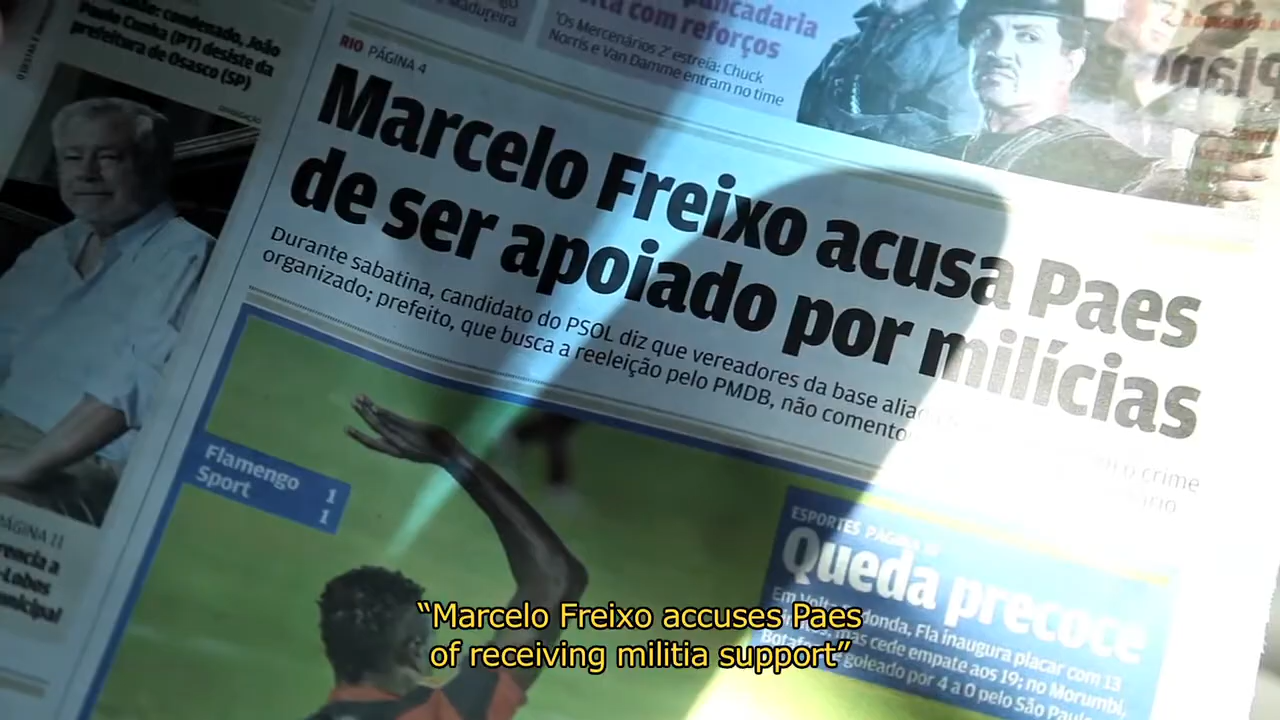 condenado, João
Paulo Cunha (PT) desiste da
prefeitura de Osasco (SP)
Madureira
pancadaria
com reforços
'Os Mercenários 2' estreia; Chuck
Norris e Van Damme entram no time
RIO PÁGINA 4
Marcelo Freixo acusa Paes
de ser apoiado por milícias
Durante sabatina, candidato do PSOL diz que vereadores da base
crime
organizado; prefeito, que busca a reeleição pelo PMDB, não
Flamengo 1
Sport 1
PÁGINA 11
ESPORTES PÁGINA
Queda precoce
Em Volta Redonda, Fla inaugura placar com 13
mas cede empate aos 19; no Morumbi,
goleado por 4 a 0 pelo São Paulo
“Marcelo Freixo accuses Paes
of receiving militia support”